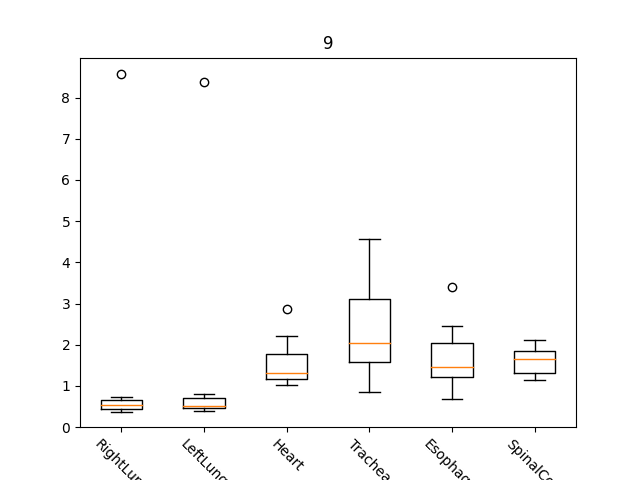 9
8
7
6
5
4
3
2
1
0
RightLun
LeftLung
Heart
Trachea
Esophag
SpinalCo